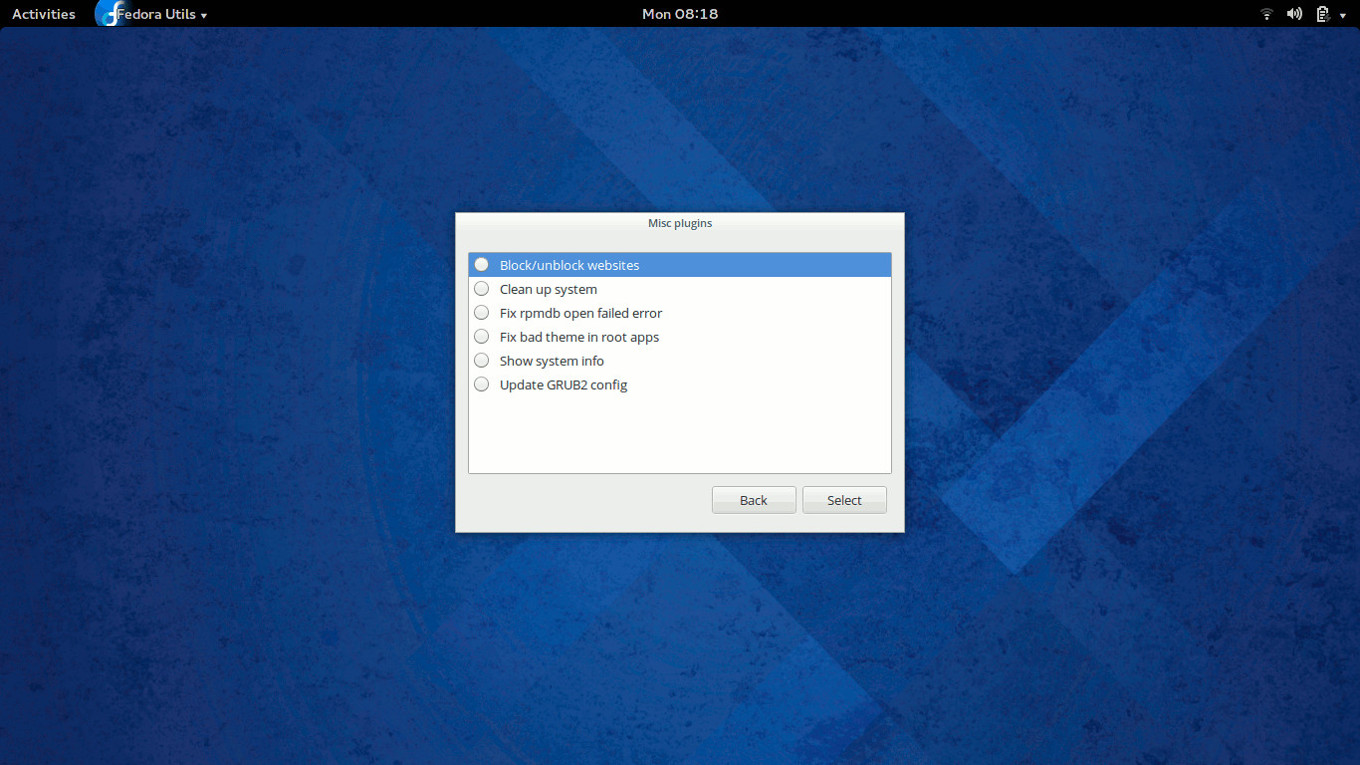 Activities Fedora Utils Mon 08:18
Misc plugins
Block/unblock websites
Clean up system
Fix rpmdb open failed error
Fix bad theme in root apps
Show system info
Update GRUB2 config
Back Select